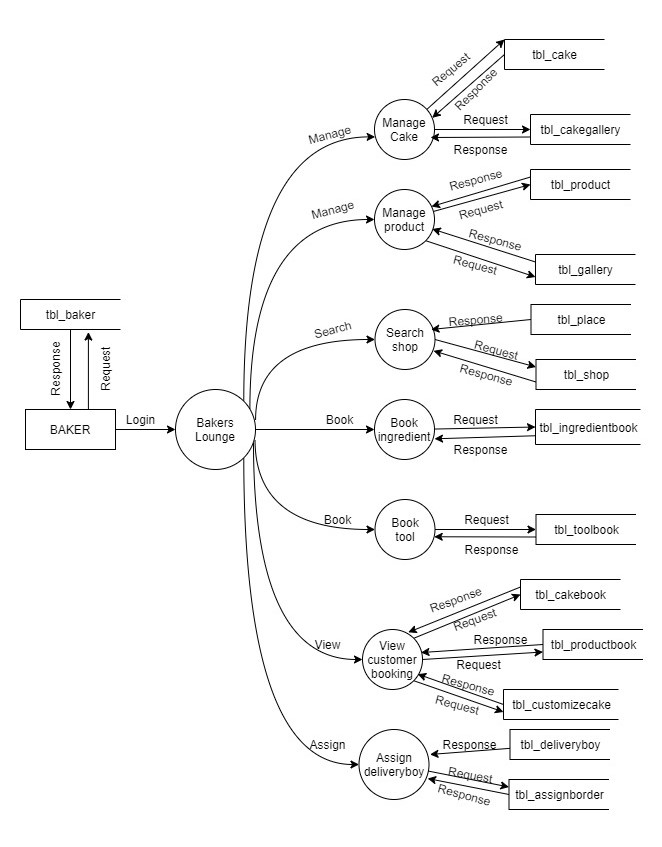 Request
tbl_cake
Response
Manage
Manage
Cake
Request
tbl_cakegallery
Response
Manage
Manage
product
Response
tbl_product
Request
Response
tbl_gallery
Request
tbl_baker
Response
Request
BAKER
Login
Bakers
Lounge
Search
Search
shop
Response
tbl_place
Request
tbl_shop
Response
Book
Book
ingredient
Request
tbl_ingredientbook
Response
Book
Book
tool
Request
tbl_toolbook
Response
View
View
customer
booking
Response
tbl_cakebook
Request
Response
tbl_productbook
Request
Response
tbl_customizecake
Request
Assign
Assign
deliveryboy
Response
tbl_deliveryboy
Request
tbl_assignborder
Response